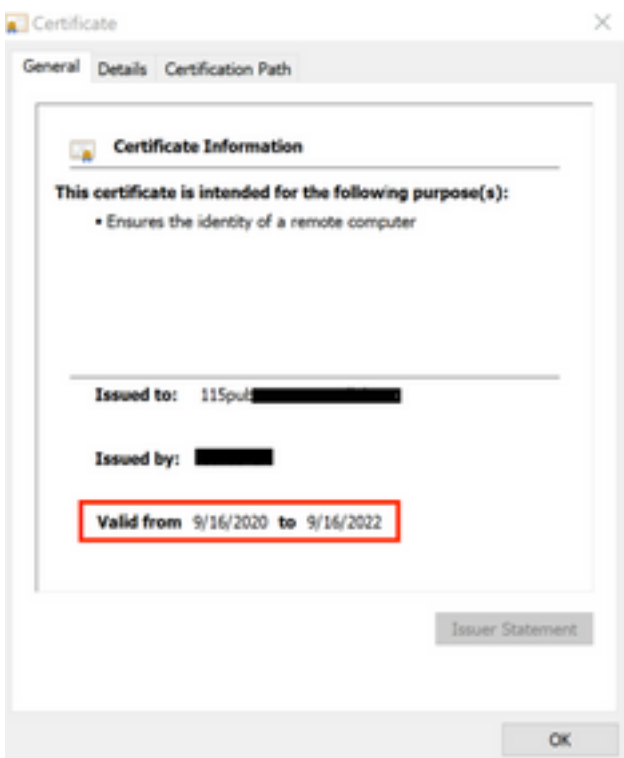 Certificate
General Details Certification Path
Certificate Information
This certificate is intended for the following purpose(s):
• Ensures the identity of a remote computer
Issued to: 115pub
Issued by:
Valid from 9/16/2020 to 9/16/2022
Issuer Statement
OK